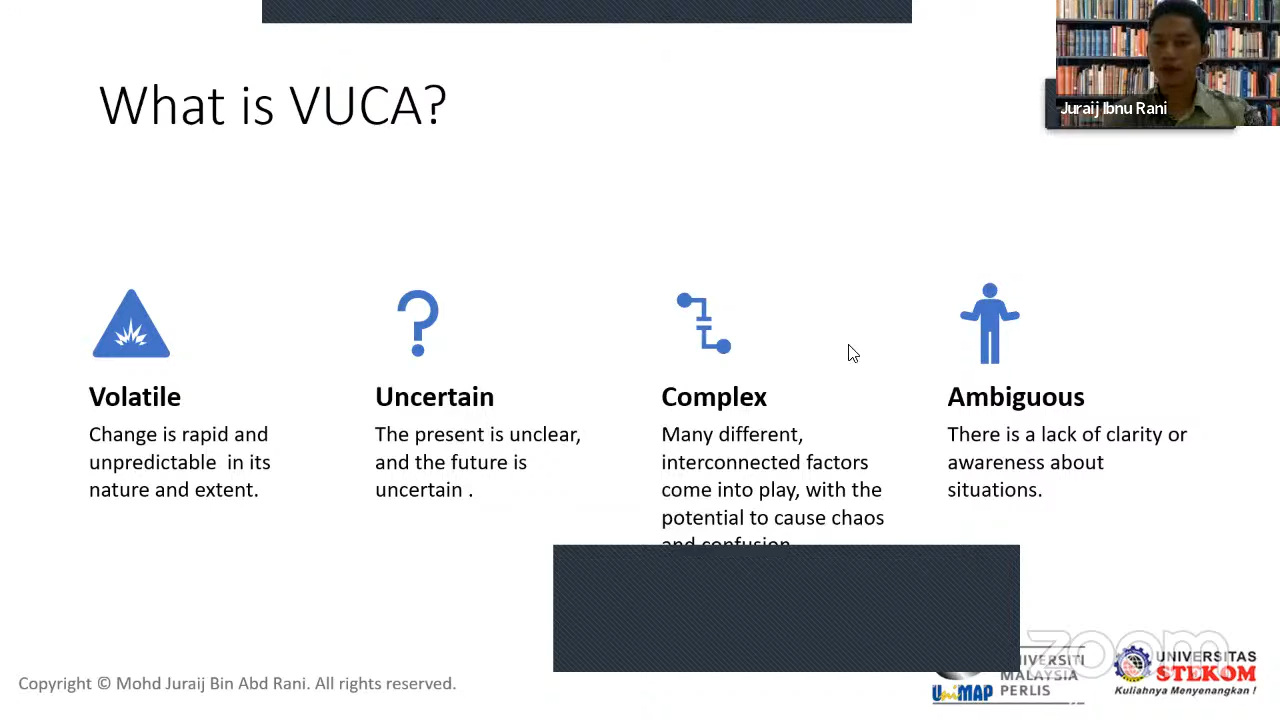 What is VUCA?
Juraij Ibnu Rani
Volatile
Change is rapid and
unpredictable  in its
nature and extent.
Uncertain
The present is unclear,
and the future is
uncertain .
Complex
Many different,
interconnected factors
come into play, with the
potential to cause chaos
and confusion
Ambiguous
There is a lack of clarity or
awareness about
situations.
Copyright © Mohd Juraij Bin Abd Rani. All rights reserved.
UniMAP
MALAYSIA
PERLIS
zoom
UNIVERSITAS
STEKOM
Kuliahnya Menyenangkan !